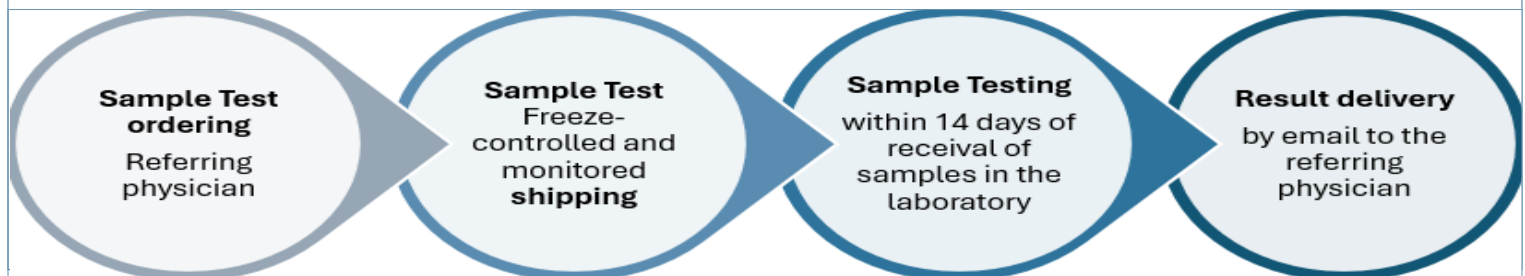 Sample Test
ordering
Referring
physician
Sample Test
Freeze-
controlled and
monitored
shipping
Sample Testing
within 14 days of
receival of
samples in the
laboratory
Result delivery
by email to the
referring
physician